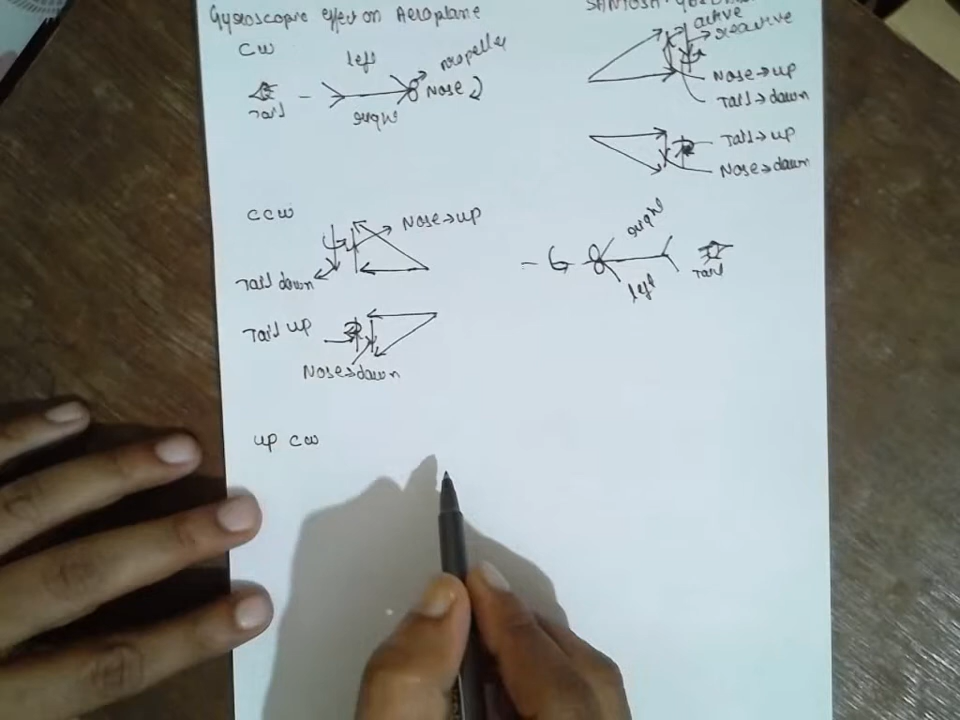 Gyroscopic effect on Aeroplane
CW
left
propeller
Tail
Nose
right
active
reactive
Nose → up
Tail → down
Tail → up
Nose → down
CCW
Nose → up
Tail down
right
left
Tail
Tail up
Nose → down
up cw